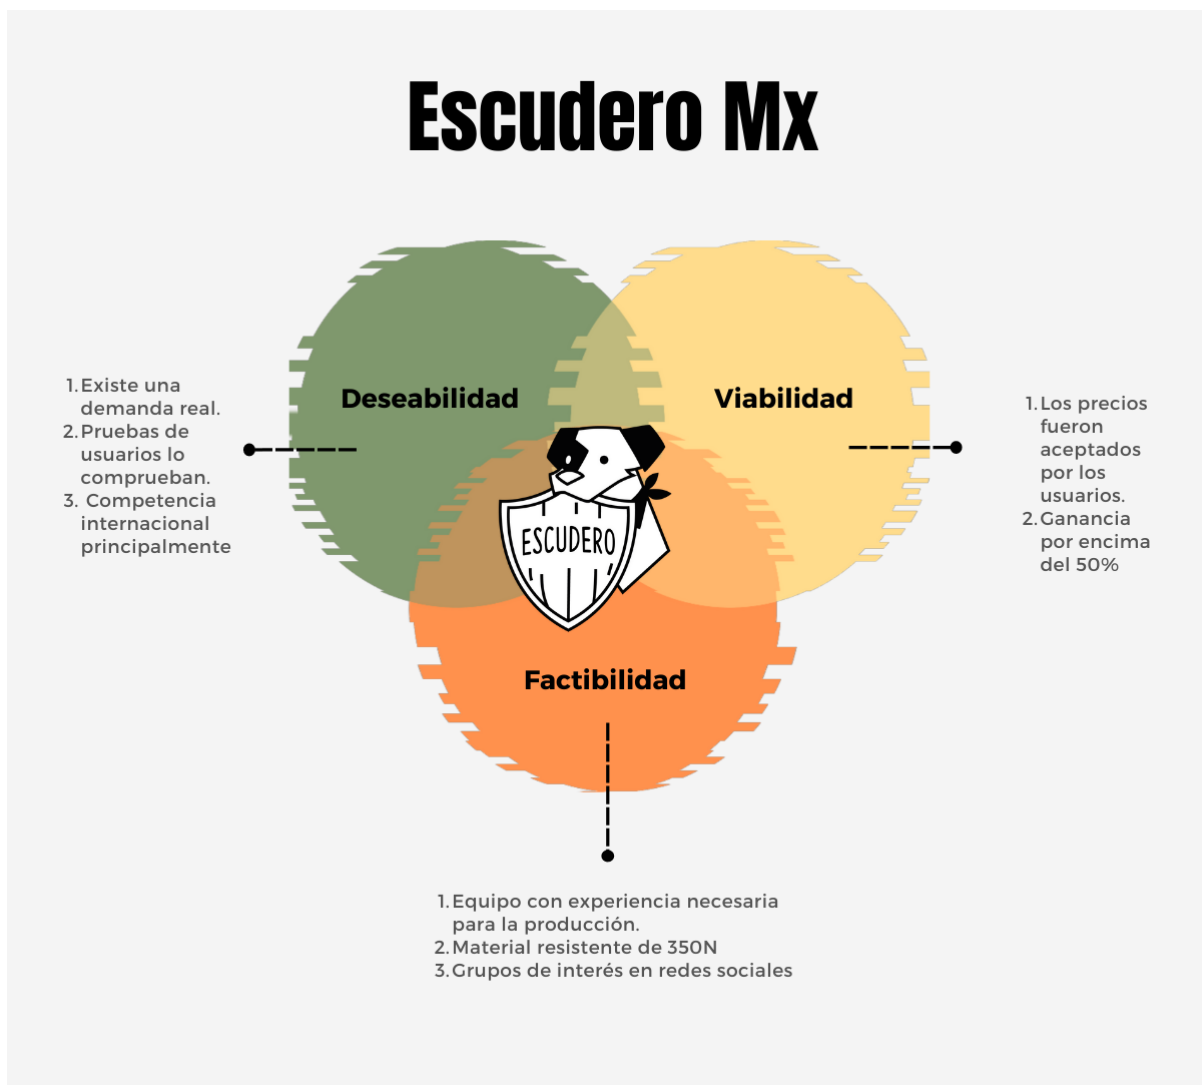 Escudero Mx
Deseabilidad
Viabilidad
1. Existe una
demanda real.
2. Pruebas de
usuarios lo
comprueban.
3. Competencia
internacional
principalmente
1. Los precios
fueron
aceptados
por los
usuarios.
2. Ganancia
por encima
del 50%
ESCUDERO
Factibilidad
1. Equipo con experiencia necesaria
para la producción.
2. Material resistente de 350N
3. Grupos de interés en redes sociales